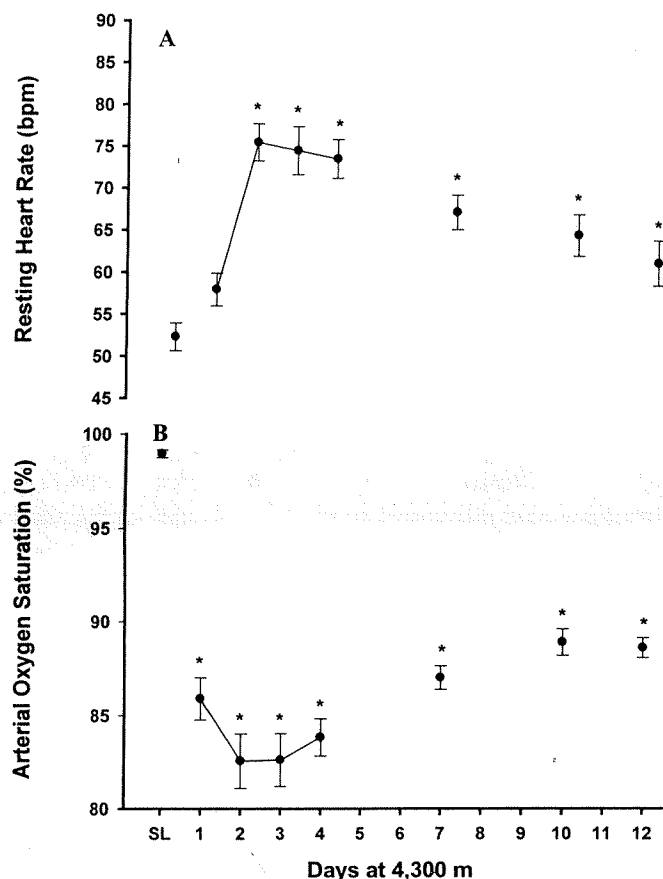 A
Resting Heart Rate (bpm)
90
85
80
75
70
65
60
55
50
45
* * * * * *
B
Arterial Oxygen Saturation (%)
100
95
90
85
80
* * * * * * *
SL 1 2 3 4 5 6 7 8 9 10 11 12
Days at 4,300 m